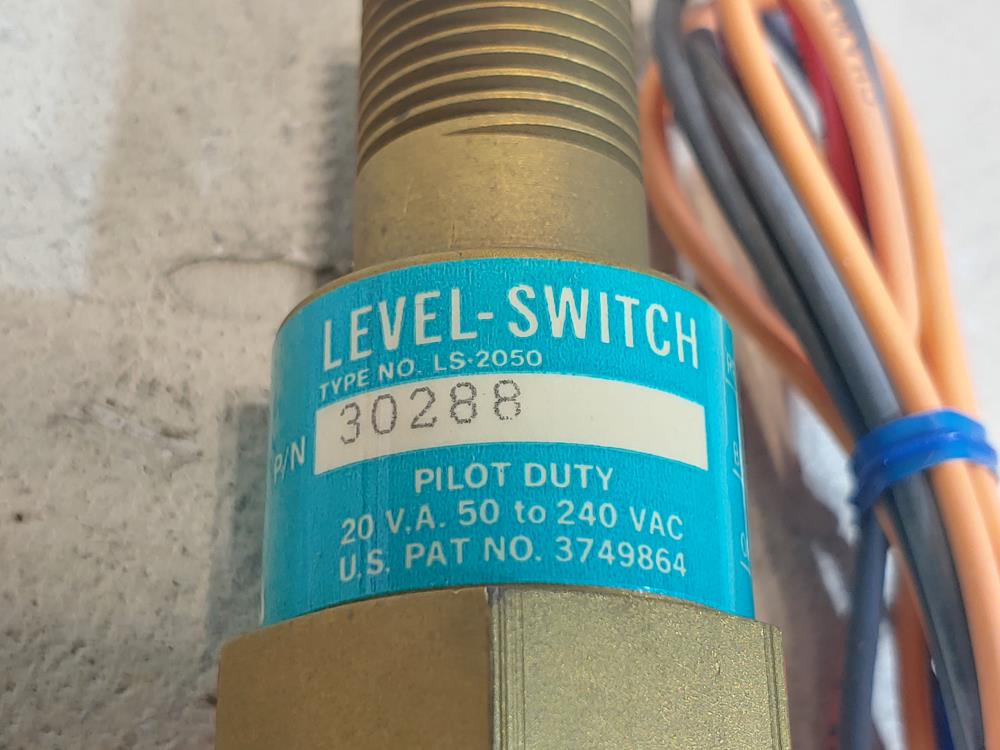 LEVEL-SWITCH
TYPE NO. LS-2050
P/N 30288
PILOT DUTY
20 V.A. 50 to 240 VAC
U.S. PAT NO. 3749864